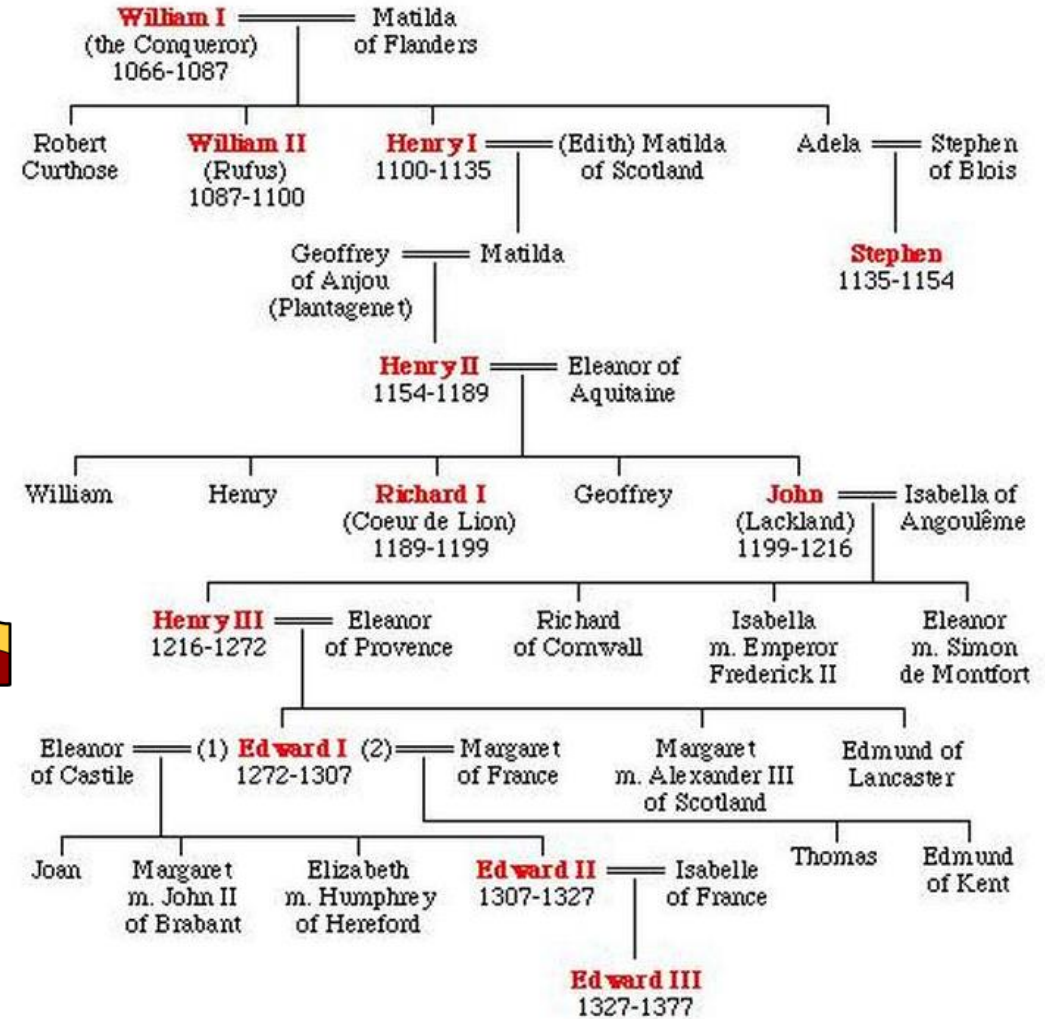 William I
(the Conqueror)
1066-1087
Matilda
of Flanders
Robert
Curthose
William II
(Rufus)
1087-1100
Henry I
1100-1135
(Edith) Matilda
of Scotland
Adela
Stephen
of Blois
Geoffrey
of Anjou
(Plantagenet)
Matilda
Stephen
1135-1154
Henry II
1154-1189
Eleanor of
Aquitaine
William
Henry
Richard I
(Coeur de Lion)
1189-1199
Geoffrey
John
(Lackland)
1199-1216
Isabella of
Angoulême
Henry III
1216-1272
Eleanor
of Provence
Richard
of Cornwall
Isabella
m. Emperor
Frederick II
Eleanor
m. Simon
de Montfort
Eleanor
of Castile
(1) Edward I (2)
1272-1307
Margaret
of France
Margaret
m. Alexander III
of Scotland
Edmund of
Lancaster
Joan
Margaret
m. John II
of Brabant
Elizabeth
m. Humphrey
of Hereford
Edward II
1307-1327
Isabelle
of France
Thomas
Edmund
of Kent
Edward III
1327-1377